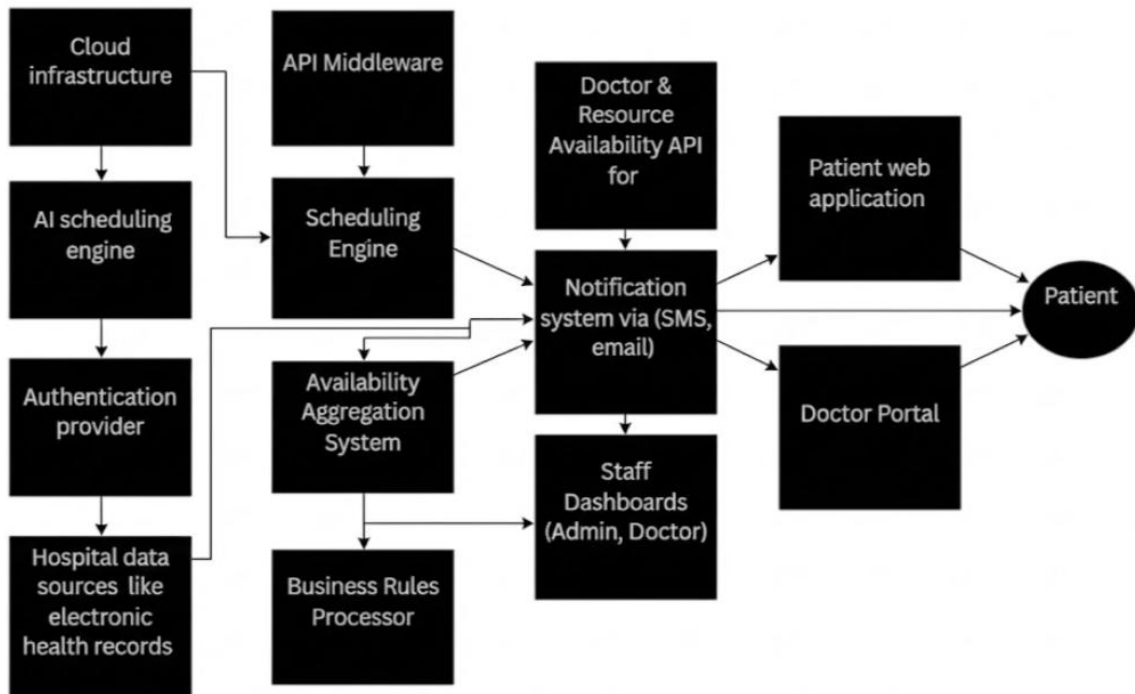 Cloud
infrastructure
API Middleware
Doctor &
Resource
Availability API
for
Patient web
application
AI scheduling
engine
Scheduling
Engine
Notification
system via (SMS,
email)
Patient
Authentication
provider
Availability
Aggregation
System
Doctor Portal
Staff
Dashboards
(Admin, Doctor)
Hospital data
sources like
electronic
health records
Business Rules
Processor